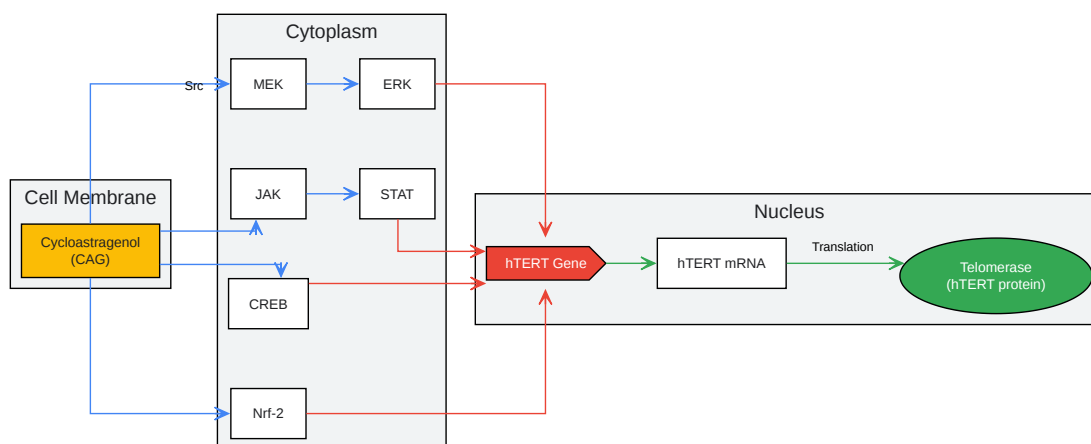 Cytoplasm
Src
MEK
ERK
Cell Membrane
JAK
STAT
Nucleus
Cycloastragenol
(CAG)
hTERT Gene
hTERT mRNA
Translation
Telomerase
(hTERT protein)
CREB
Nrf-2